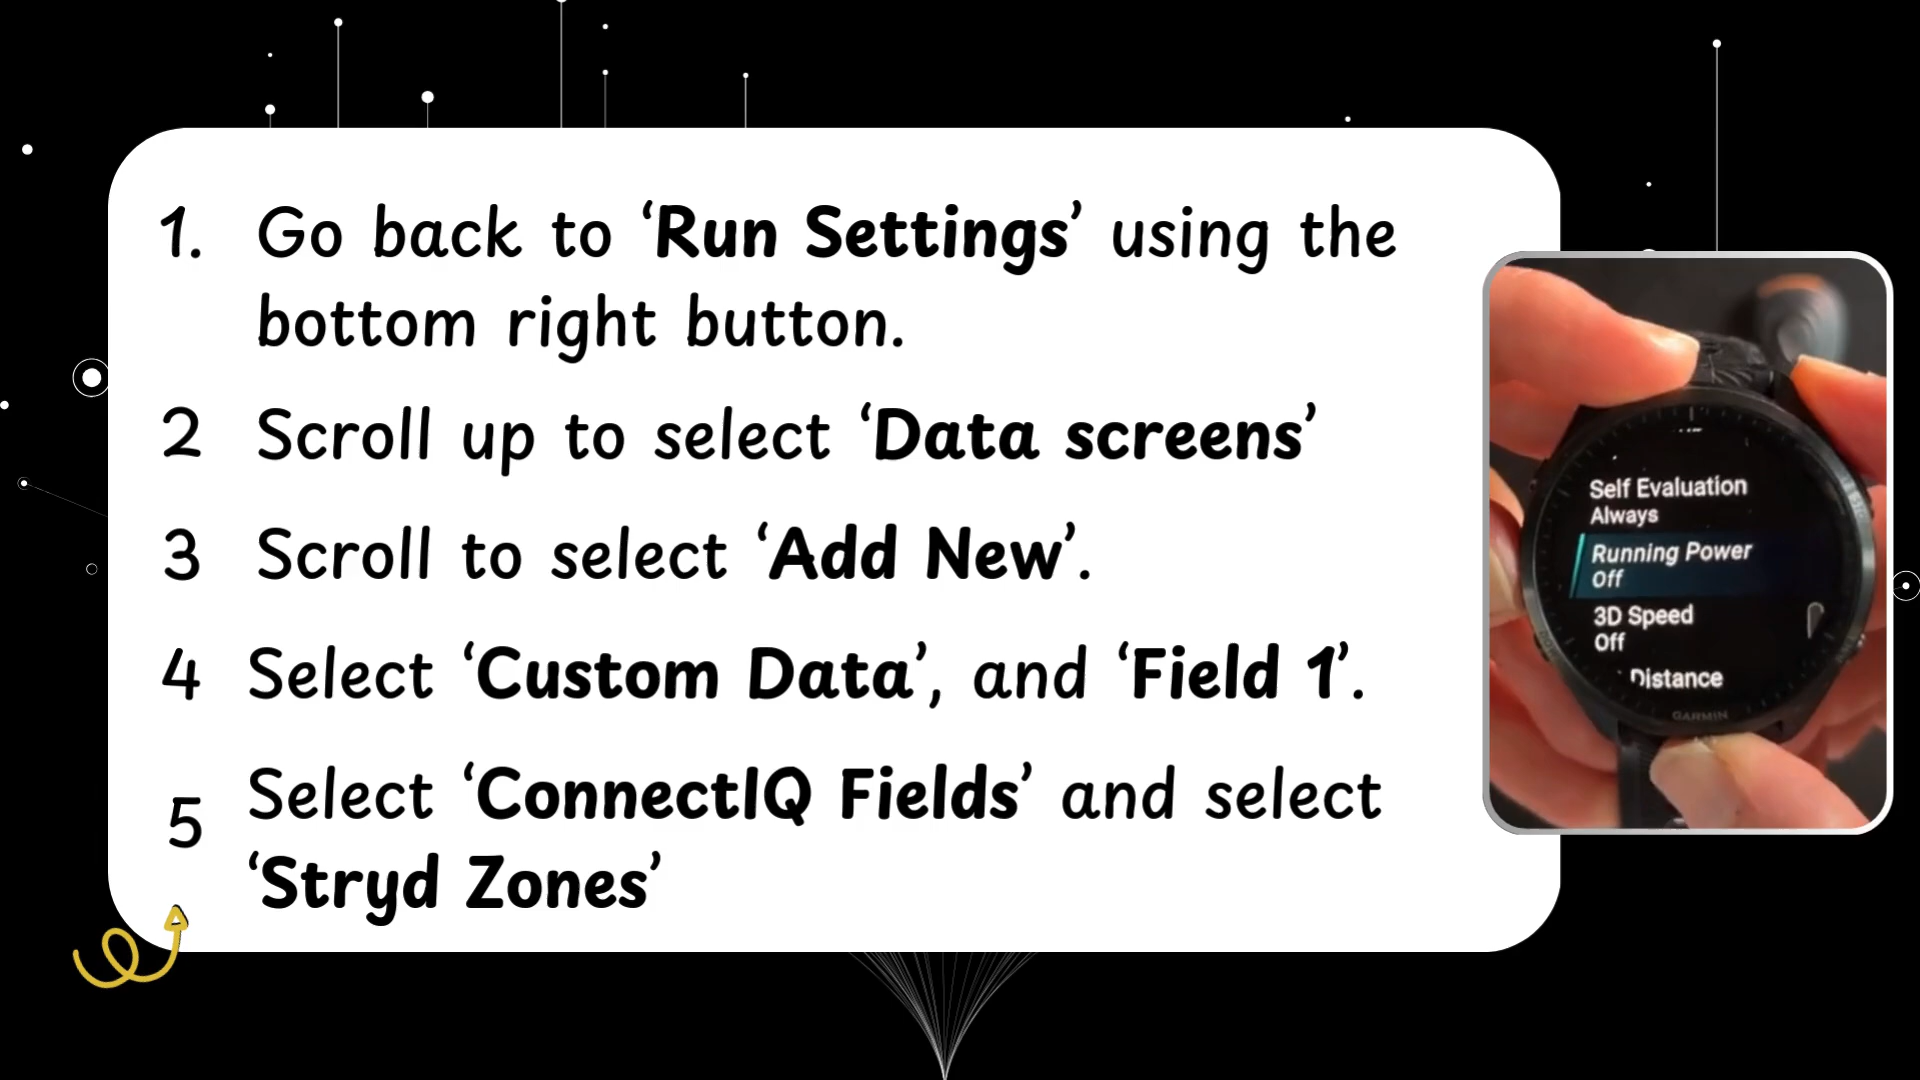 1. Go back to ‘Run Settings’ using the
bottom right button.
2 Scroll up to select ‘Data screens’
3 Scroll to select ‘Add New’.
4 Select ‘Custom Data’, and ‘Field 1’.
5 Select ‘ConnectIQ Fields’ and select
‘Stryd Zones’
Self Evaluation
Always
Running Power
Off
3D Speed
Off
Distance
GARMIN